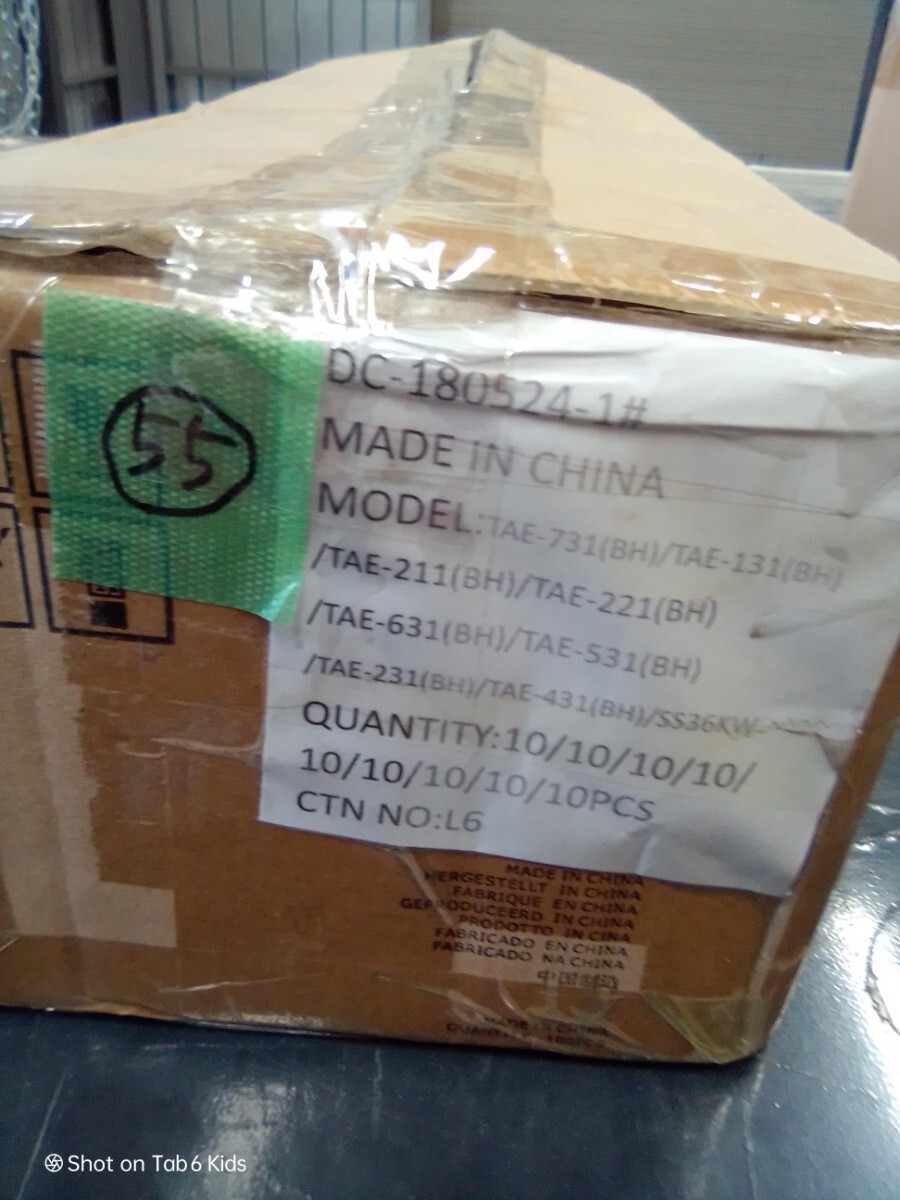 55
DC-180524-1#
MADE IN CHINA
MODEL:TAE-731(BH)/TAE-131(BH)
/TAE-211(BH)/TAE-221(BH)
/TAE-631(BH)/TAE-531(BH)
/TAE-231(BH)/TAE-431(BH)/SS36KW
QUANTITY:10/10/10/10/
10/10/10/10/10PCS
CTN NO:L6
MADE IN CHINA
HERGESTELLT IN CHINA
FABRIQUE EN CHINA
GEPRODUCEERD IN CHINA
PRODOTTO IN CINA
FABRICADO EN CHINA
FABRICADO NA CHINA
MADE IN CHINA
Shot on Tab6 Kids